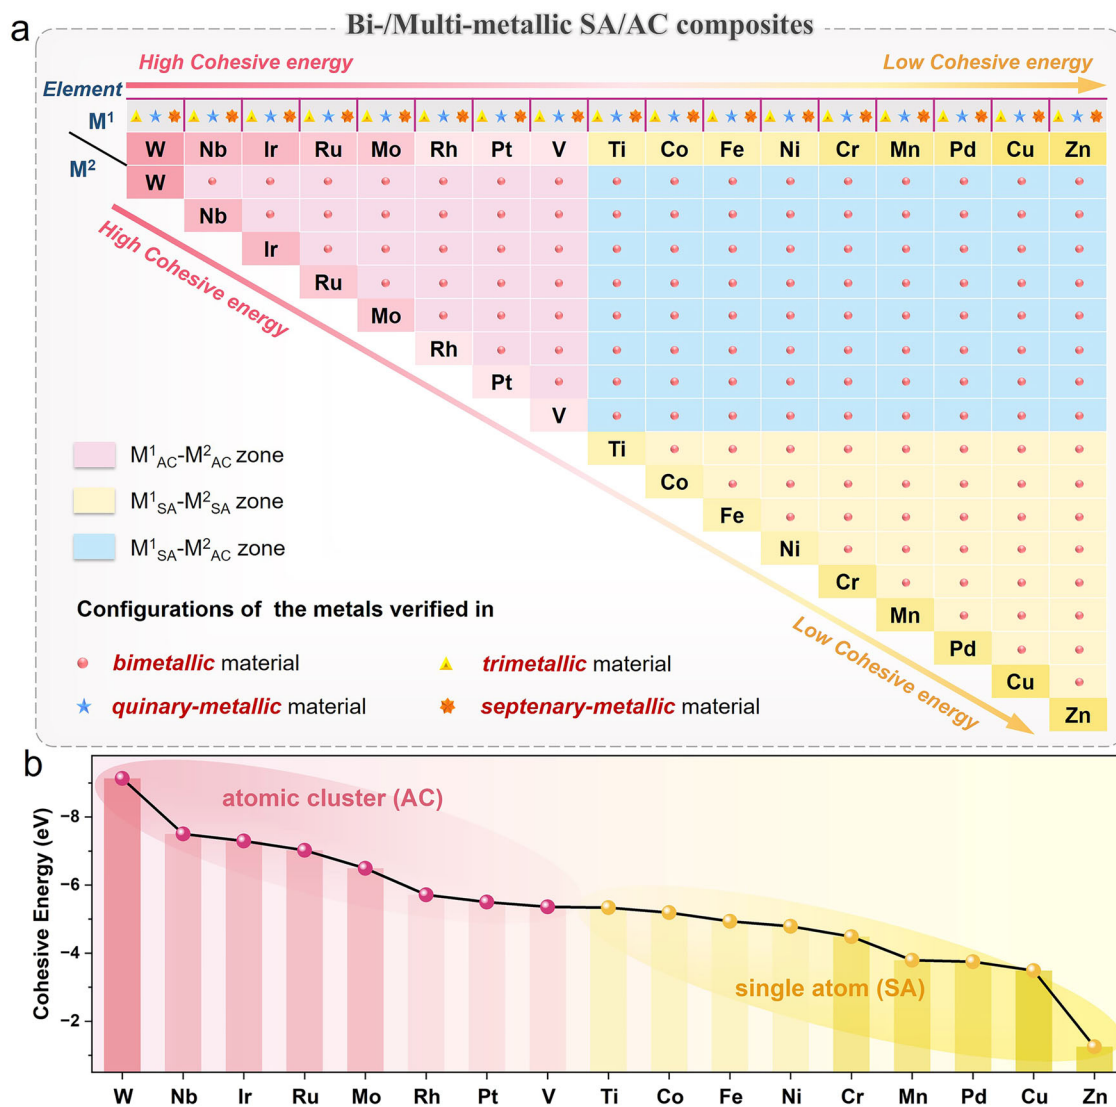 a
Bi-/Multi-metallic SA/AC composites
High Cohesive energy
Low Cohesive energy
Element
M¹
M²
W Nb Ir Ru Mo Rh Pt V Ti Co Fe Ni Cr Mn Pd Cu Zn
W
Nb
Ir
Ru
Mo
Rh
Pt
V
Ti
Co
Fe
Ni
Cr
Mn
Pd
Cu
Zn
High Cohesive energy
Low Cohesive energy
M¹AC-M²AC zone
M¹SA-M²SA zone
M¹SA-M²AC zone
Configurations of the metals verified in
bimetallic material
trimetallic material
quinary-metallic material
septenary-metallic material
b
atomic cluster (AC)
single atom (SA)
Cohesive Energy (eV)
−8
−6
−4
−2
W Nb Ir Ru Mo Rh Pt V Ti Co Fe Ni Cr Mn Pd Cu Zn